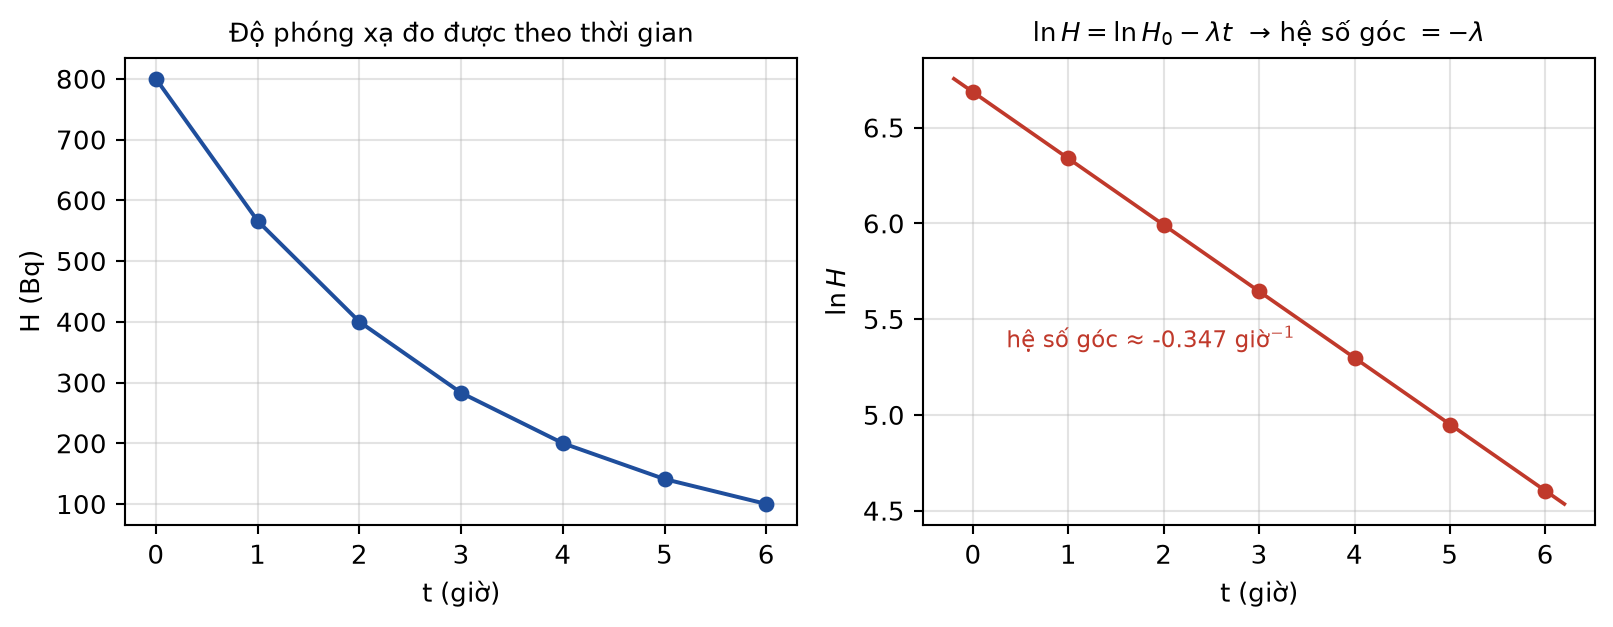 Độ phóng xạ đo được theo thời gian
H (Bq)
800
700
600
500
400
300
200
100
0 1 2 3 4 5 6
t (giờ)
ln H = ln H₀ − λt → hệ số góc = −λ
ln H
6.5
6.0
5.5
5.0
4.5
hệ số góc ≈ -0.347 giờ⁻¹
0 1 2 3 4 5 6
t (giờ)